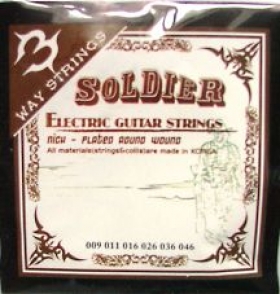 WAY STRINGS
SOLDIER
ELECTRIC GUITAR STRINGS
NICK - PLATED ROUND WOUND
All materials(strings&coils)are made in KOREA
009 011 016 026 036 046